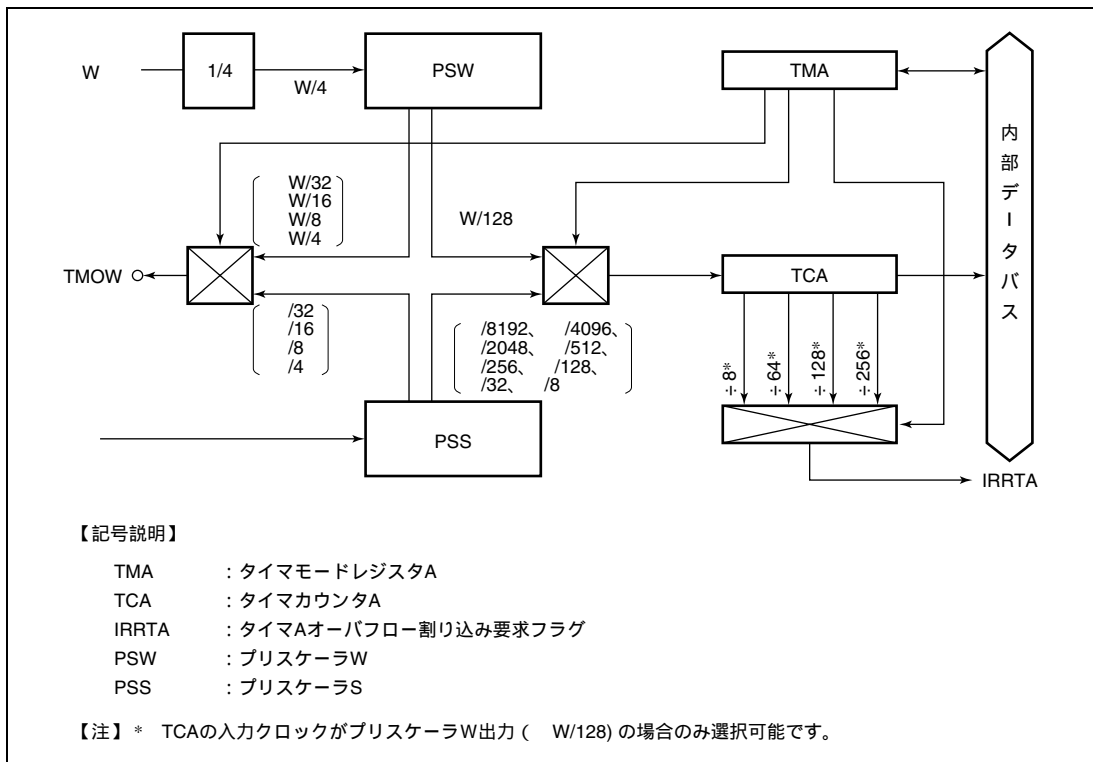 W
1/4
W/4
PSW
TMA
内部データバス
W/32
W/16
W/8
W/4
W/128
TMOW
TCA
/32
/16
/8
/4
/8192、 /4096、
/2048、 /512、
/256、 /128、
/32、 /8
÷8*
÷64*
÷128*
÷256*
PSS
IRRTA
【記号説明】
TMA :タイマモードレジスタA
TCA :タイマカウンタA
IRRTA :タイマAオーバフロー割り込み要求フラグ
PSW :プリスケーラW
PSS :プリスケーラS
【注】* TCAの入力クロックがプリスケーラW出力( W/128) の場合のみ選択可能です。